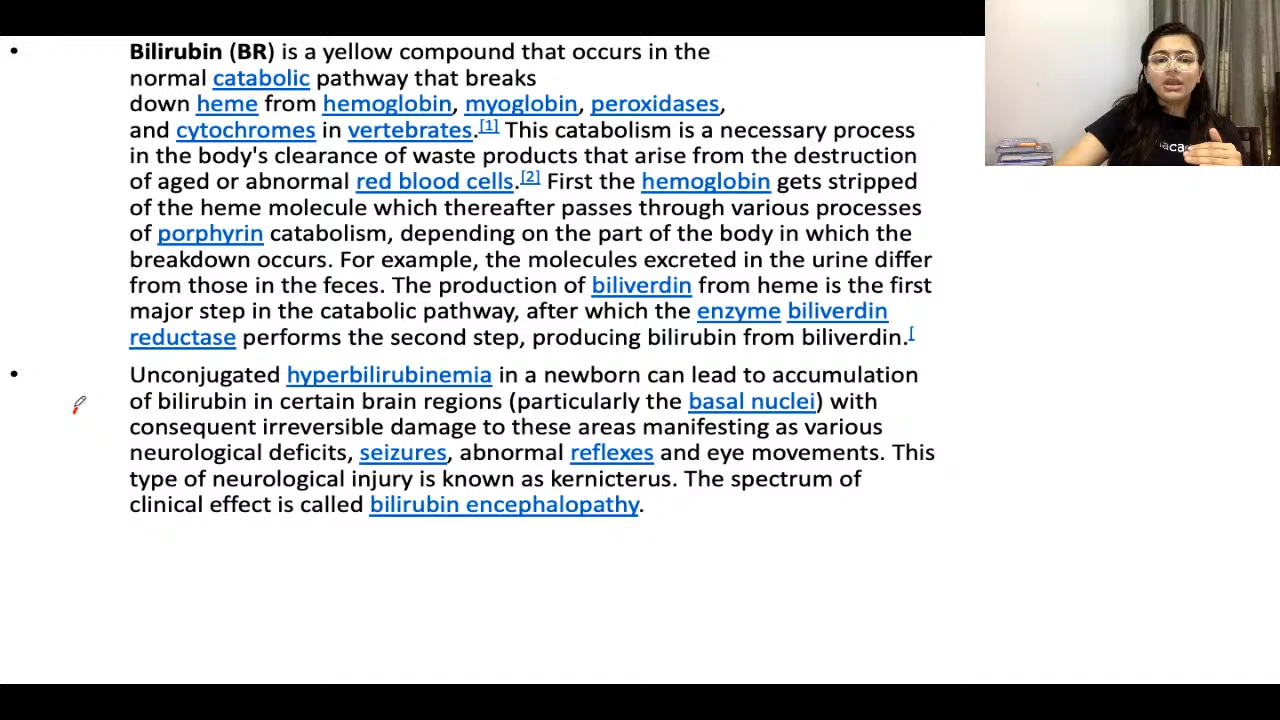 • Bilirubin (BR) is a yellow compound that occurs in the
normal catabolic pathway that breaks
down heme from hemoglobin, myoglobin, peroxidases,
and cytochromes in vertebrates.[1] This catabolism is a necessary process
in the body's clearance of waste products that arise from the destruction
of aged or abnormal red blood cells.[2] First the hemoglobin gets stripped
of the heme molecule which thereafter passes through various processes
of porphyrin catabolism, depending on the part of the body in which the
breakdown occurs. For example, the molecules excreted in the urine differ
from those in the feces. The production of biliverdin from heme is the first
major step in the catabolic pathway, after which the enzyme biliverdin
reductase performs the second step, producing bilirubin from biliverdin.[
• Unconjugated hyperbilirubinemia in a newborn can lead to accumulation
of bilirubin in certain brain regions (particularly the basal nuclei) with
consequent irreversible damage to these areas manifesting as various
neurological deficits, seizures, abnormal reflexes and eye movements. This
type of neurological injury is known as kernicterus. The spectrum of
clinical effect is called bilirubin encephalopathy.